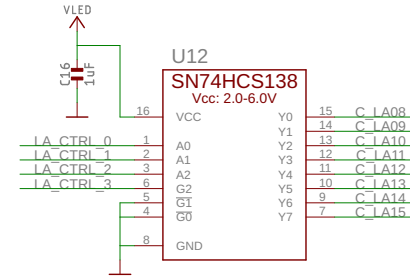 VLED
C16
1uF
U12
SN74HCS138
Vcc: 2.0-6.0V
16 VCC Y0 15 C_LA08
Y1 14 C_LA09
LA_CTRL_0 1 A0 Y2 13 C_LA10
LA_CTRL_1 2 A1 Y3 12 C_LA11
LA_CTRL_2 3 A2 Y4 11 C_LA12
LA_CTRL_3 6 G2 Y5 10 C_LA13
5 G1 Y6 9 C_LA14
4 G0 Y7 7 C_LA15
8 GND